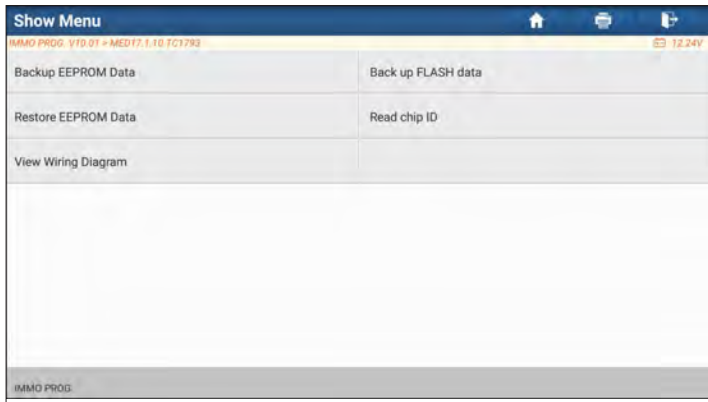 Show Menu
IMMO PROG. V10.01 > MED17.1.10 TC1793
12.24V
Backup EEPROM Data
Back up FLASH data
Restore EEPROM Data
Read chip ID
View Wiring Diagram
IMMO PROG